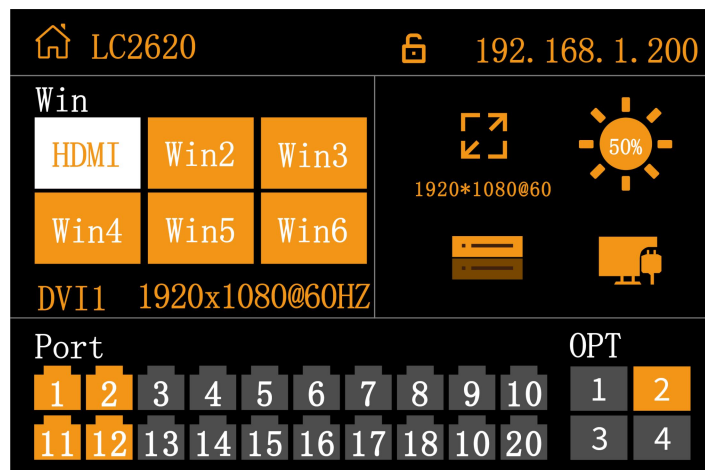 LC2620 192.168.1.200
Win
HDMI Win2 Win3
50%
1920*1080@60
Win4 Win5 Win6
DVI1 1920x1080@60HZ
Port OPT
1 2 3 4 5 6 7 8 9 10 1 2
11 12 13 14 15 16 17 18 10 20 3 4